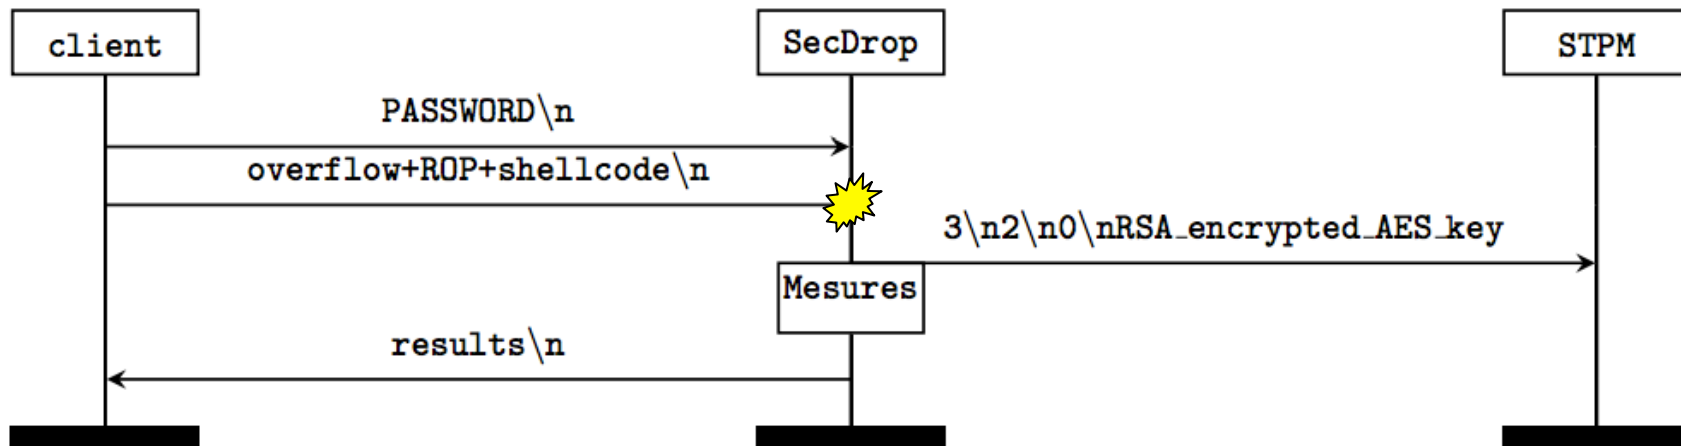 client
SecDrop
STPM
PASSWORD\n
overflow+ROP+shellcode\n
3\n2\n0\nRSA_encrypted_AES_key
Mesures
results\n